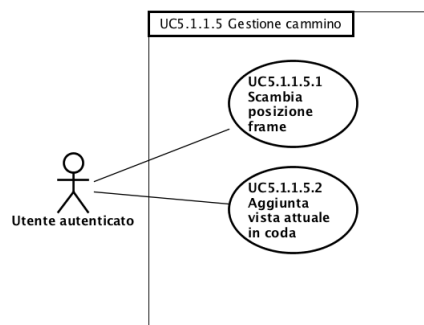 UC5.1.1.5 Gestione cammino
UC5.1.1.5.1
Scambia
posizione
frame
Utente autenticato
UC5.1.1.5.2
Aggiunta
vista attuale
in coda